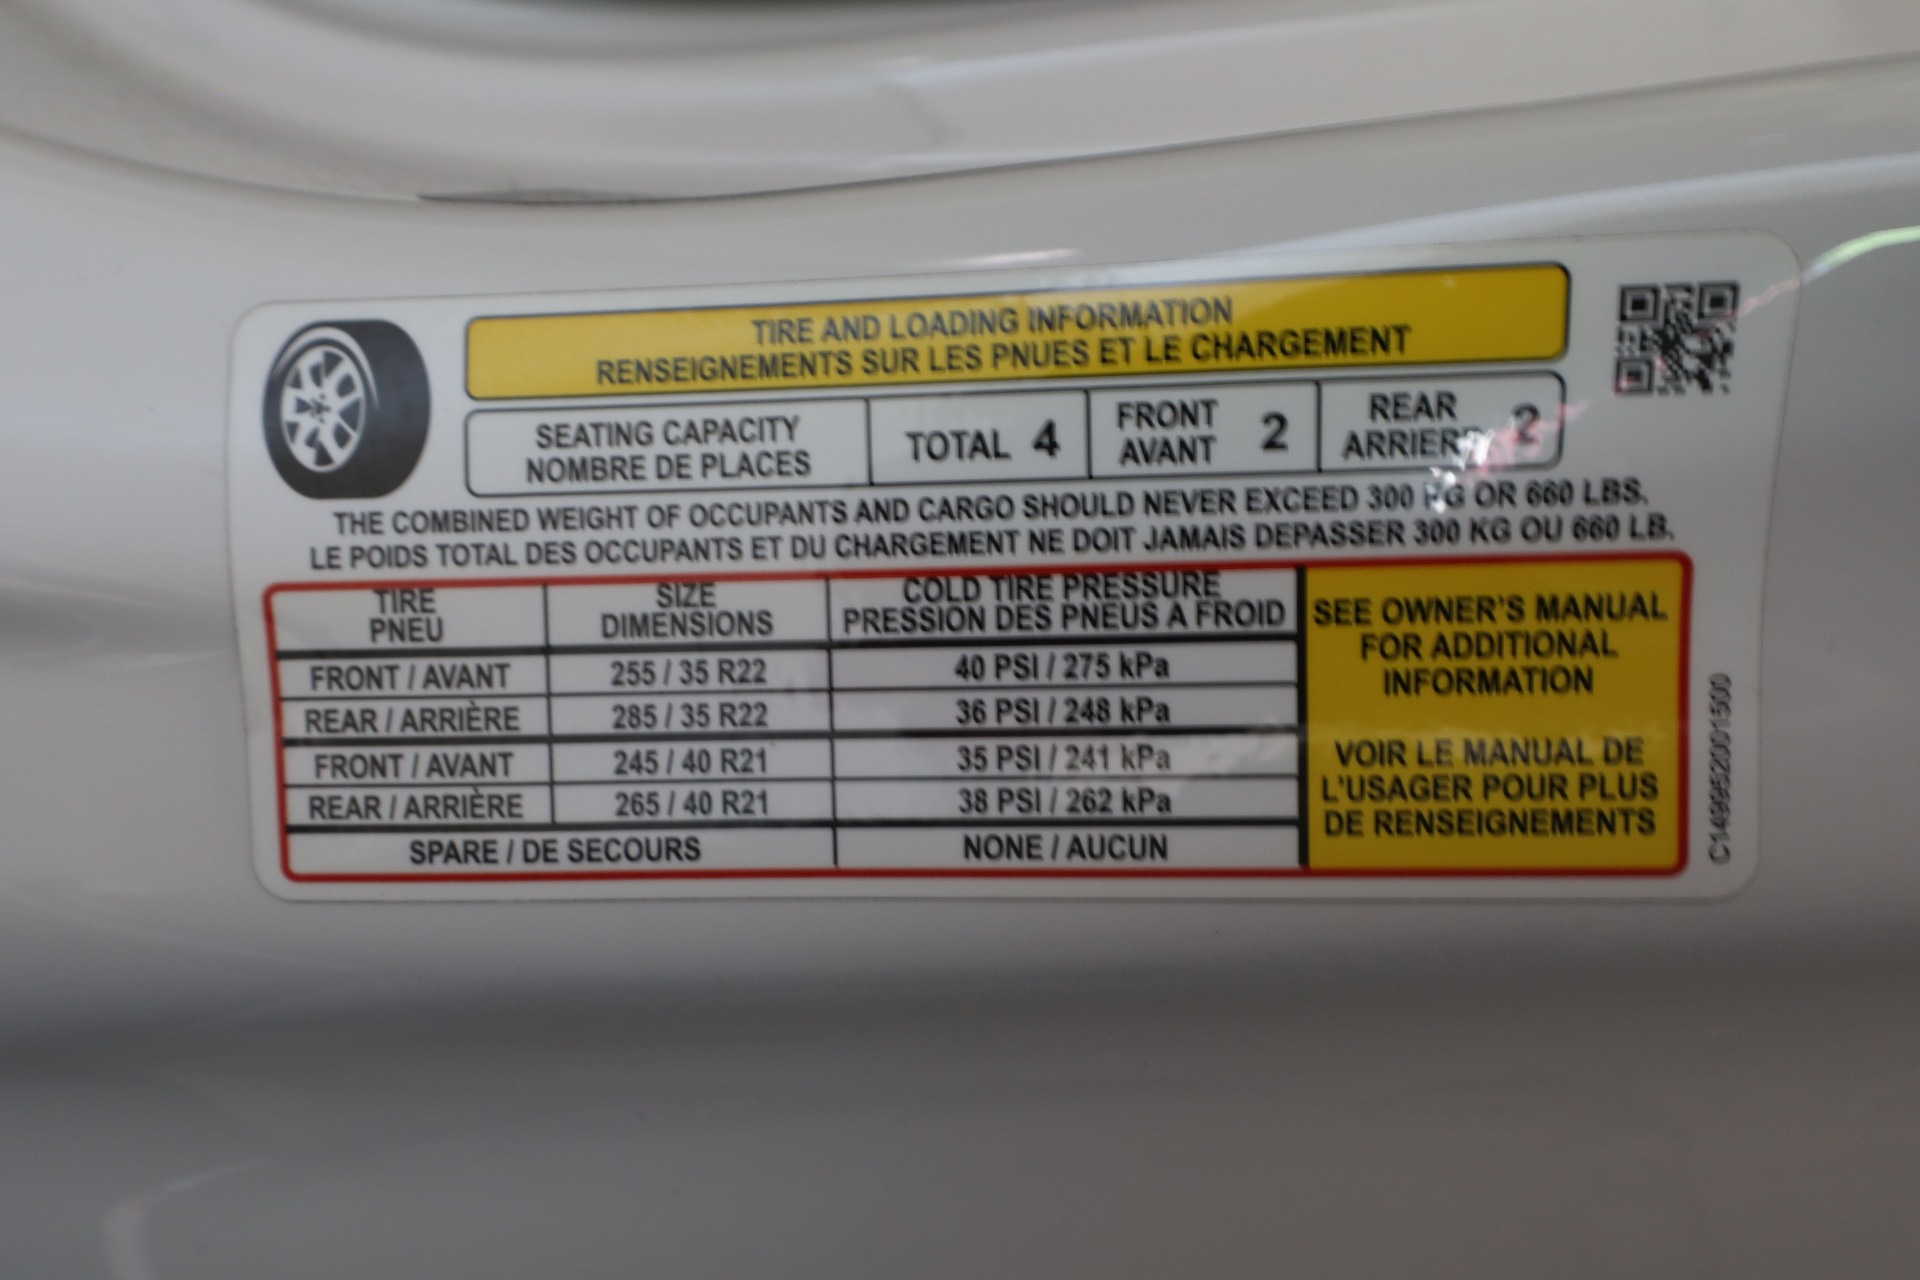 TIRE AND LOADING INFORMATION
RENSEIGNEMENTS SUR LES PNUES ET LE CHARGEMENT
SEATING CAPACITY
NOMBRE DE PLACES
TOTAL 4
FRONT
AVANT 2
REAR
ARRIERE 2
THE COMBINED WEIGHT OF OCCUPANTS AND CARGO SHOULD NEVER EXCEED 300 KG OR 660 LBS.
LE POIDS TOTAL DES OCCUPANTS ET DU CHARGEMENT NE DOIT JAMAIS DEPASSER 300 KG OU 660 LB.
TIRE
PNEU
SIZE
DIMENSIONS
COLD TIRE PRESSURE
PRESSION DES PNEUS A FROID
FRONT / AVANT 255 / 35 R22 40 PSI / 275 kPa
REAR / ARRIÈRE 285 / 35 R22 36 PSI / 248 kPa
FRONT / AVANT 245 / 40 R21 35 PSI / 241 kPa
REAR / ARRIÈRE 265 / 40 R21 38 PSI / 262 kPa
SPARE / DE SECOURS NONE / AUCUN
SEE OWNER'S MANUAL
FOR ADDITIONAL
INFORMATION
VOIR LE MANUAL DE
L'USAGER POUR PLUS
DE RENSEIGNEMENTS